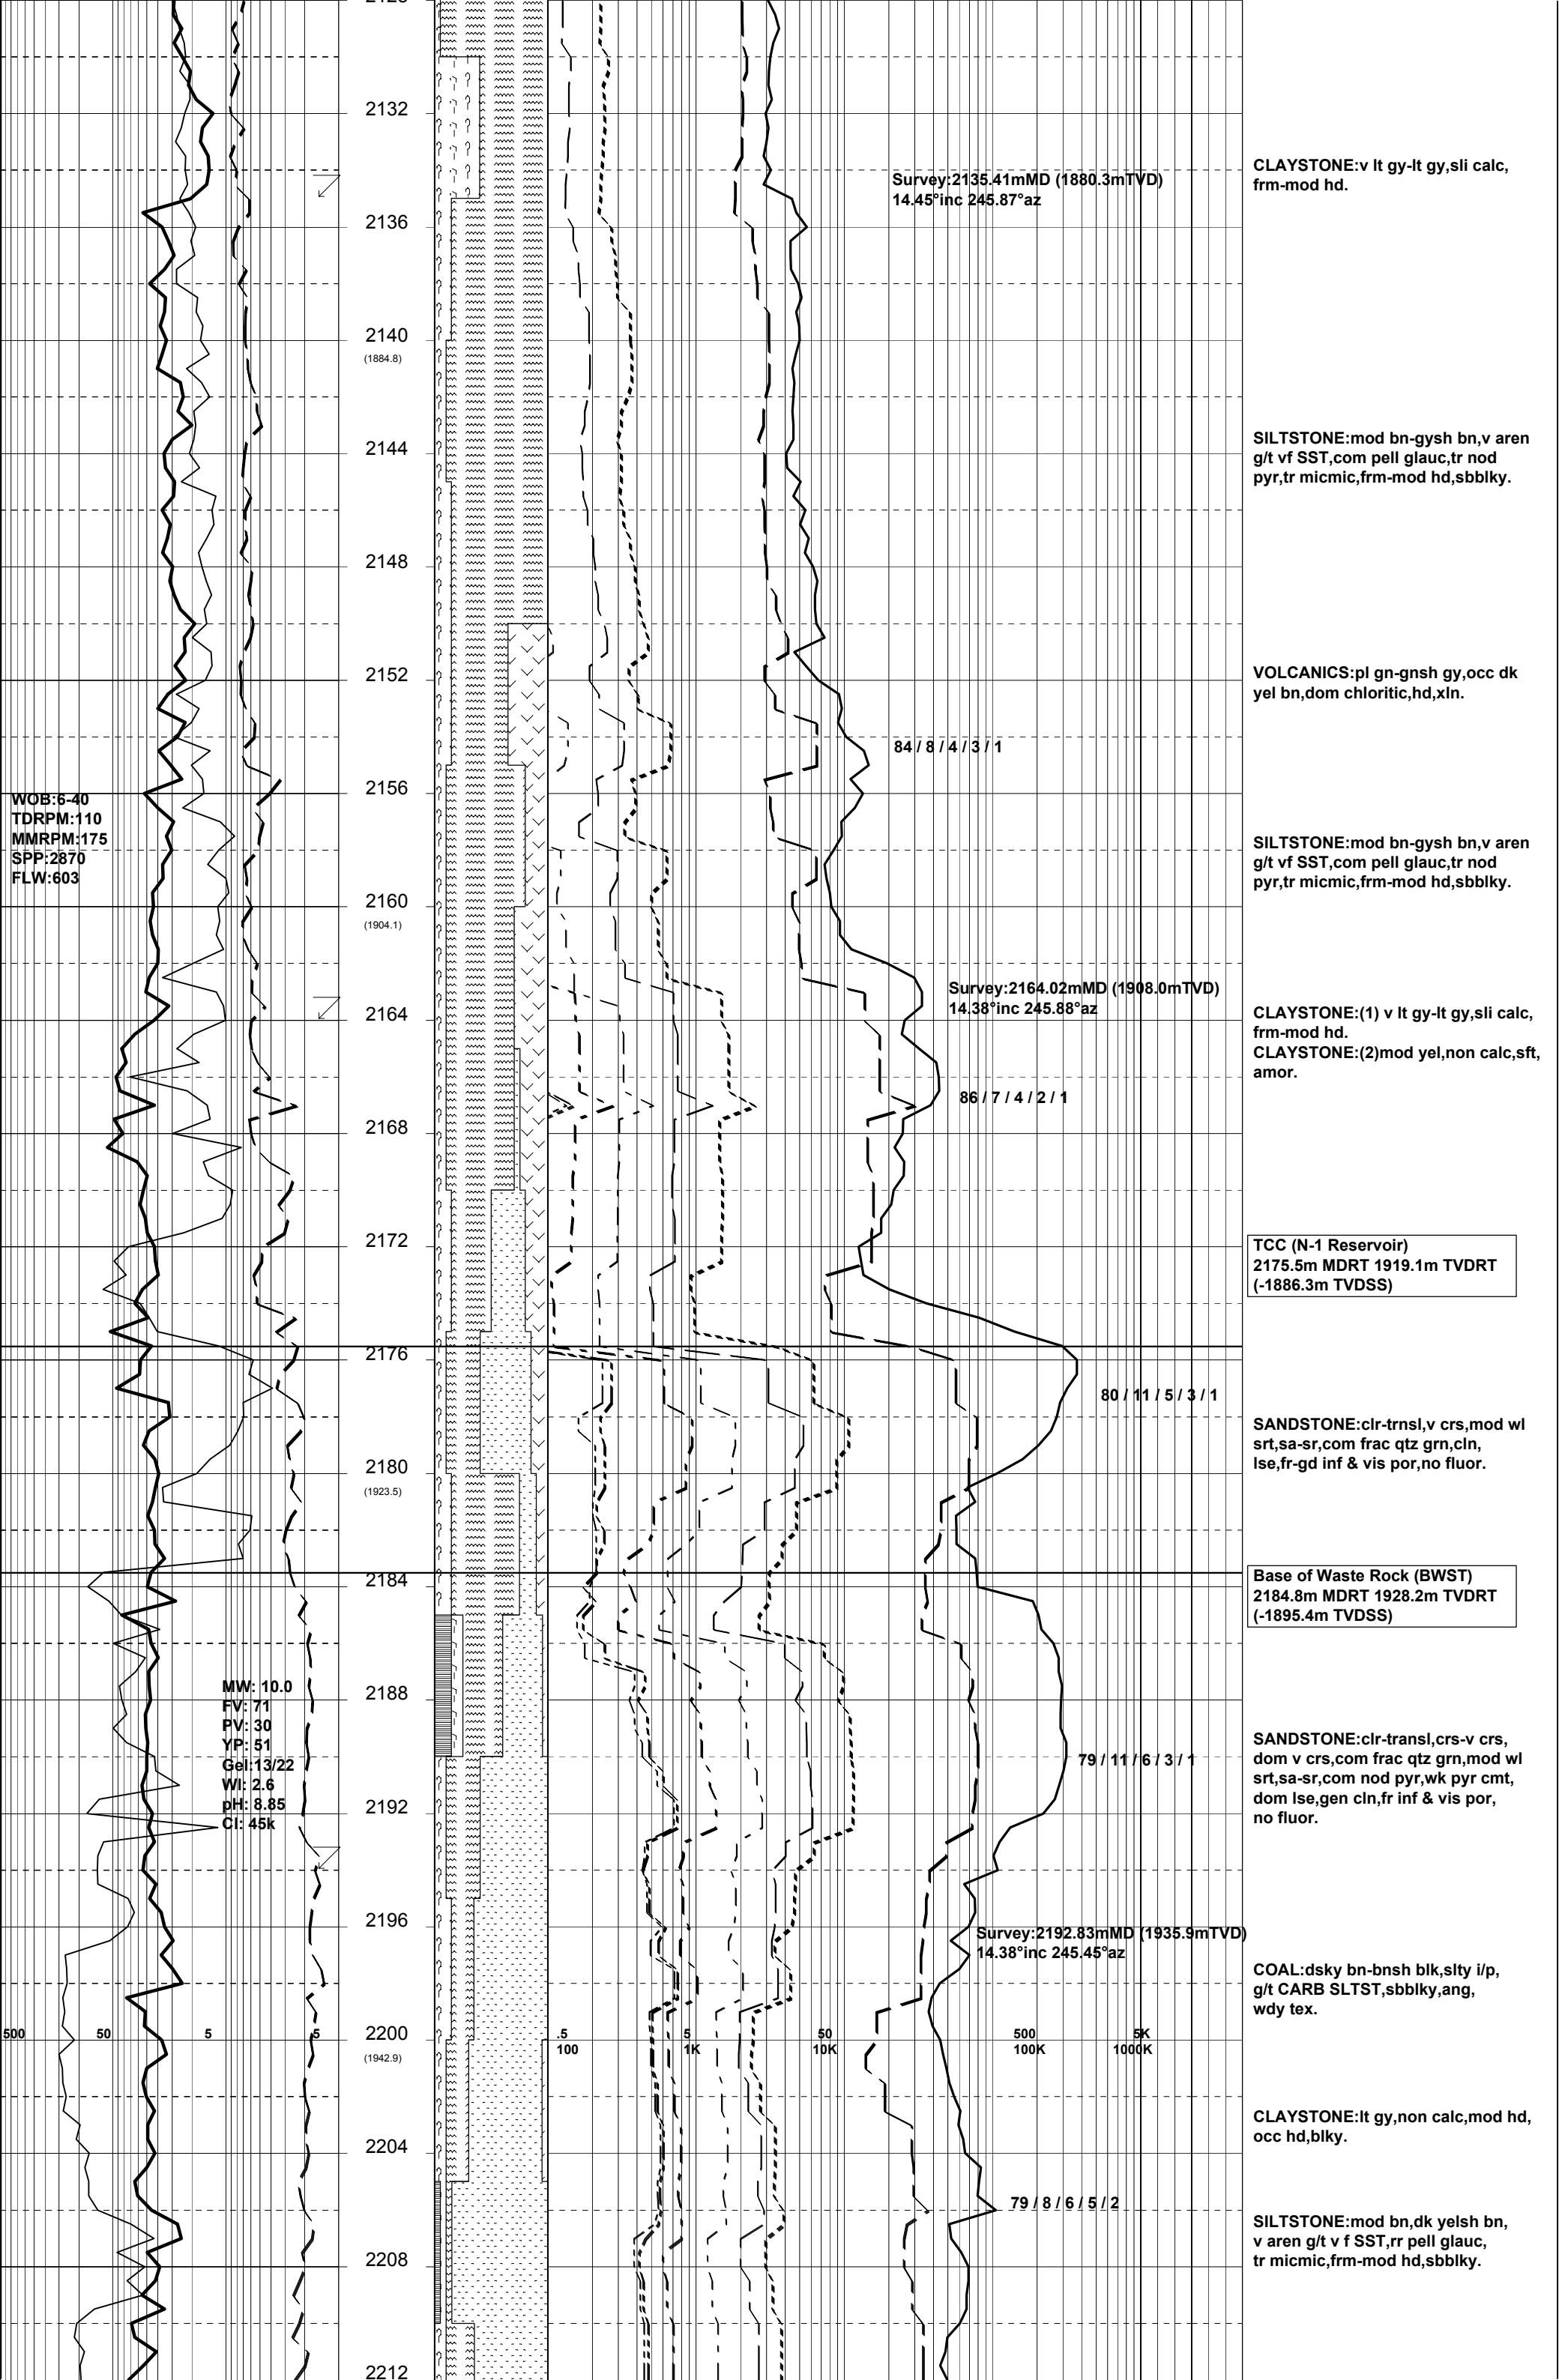 2132
CLAYSTONE:v lt gy-lt gy,sli calc,
frm-mod hd.
Survey:2135.41mMD (1880.3mTVD)
14.45°inc 245.87°az
2136
2140
(1884.8)
SILTSTONE:mod bn-gysh bn,v aren
g/t vf SST,com pell glauc,tr nod
pyr,tr micmic,frm-mod hd,sbblky.
2144
2148
2152
VOLCANICS:pl gn-gnsh gy,occ dk
yel bn,dom chloritic,hd,xln.
84 / 8 / 4 / 3 / 1
2156
WOB:6-40
TDRPM:110
MMRPM:175
SPP:2870
FLW:603
SILTSTONE:mod bn-gysh bn,v aren
g/t vf SST,com pell glauc,tr nod
pyr,tr micmic,frm-mod hd,sbblky.
2160
(1904.1)
Survey:2164.02mMD (1908.0mTVD)
14.38°inc 245.88°az
2164
CLAYSTONE:(1) v lt gy-lt gy,sli calc,
frm-mod hd.
CLAYSTONE:(2)mod yel,non calc,sft,
amor.
86 / 7 / 4 / 2 / 1
2168
2172
TCC (N-1 Reservoir)
2175.5m MDRT 1919.1m TVDRT
(-1886.3m TVDSS)
2176
80 / 11 / 5 / 3 / 1
SANDSTONE:clr-trnsl,v crs,mod wl
srt,sa-sr,com frac qtz grn,cln,
lse,fr-gd inf & vis por,no fluor.
2180
(1923.5)
2184
Base of Waste Rock (BWST)
2184.8m MDRT 1928.2m TVDRT
(-1895.4m TVDSS)
MW: 10.0
FV: 71
PV: 30
YP: 51
Gel:13/22
Wl: 2.6
pH: 8.85
Cl: 45k
2188
SANDSTONE:clr-transl,crs-v crs,
dom v crs,com frac qtz grn,mod wl
srt,sa-sr,com nod pyr,wk pyr cmt,
dom lse,gen cln,fr inf & vis por,
no fluor.
79 / 11 / 6 / 3 / 1
2192
2196
Survey:2192.83mMD (1935.9mTVD)
14.38°inc 245.45°az
COAL:dsky bn-bnsh blk,slty i/p,
g/t CARB SLTST,sbblky,ang,
wdy tex.
500 50 5 .5 2200 .5 5 50 500 5K
(1942.9) 100 1K 10K 100K 1000K
CLAYSTONE:lt gy,non calc,mod hd,
occ hd,blky.
2204
79 / 8 / 6 / 5 / 2
SILTSTONE:mod bn,dk yelsh bn,
v aren g/t v f SST,rr pell glauc,
tr micmic,frm-mod hd,sbblky.
2208
2212